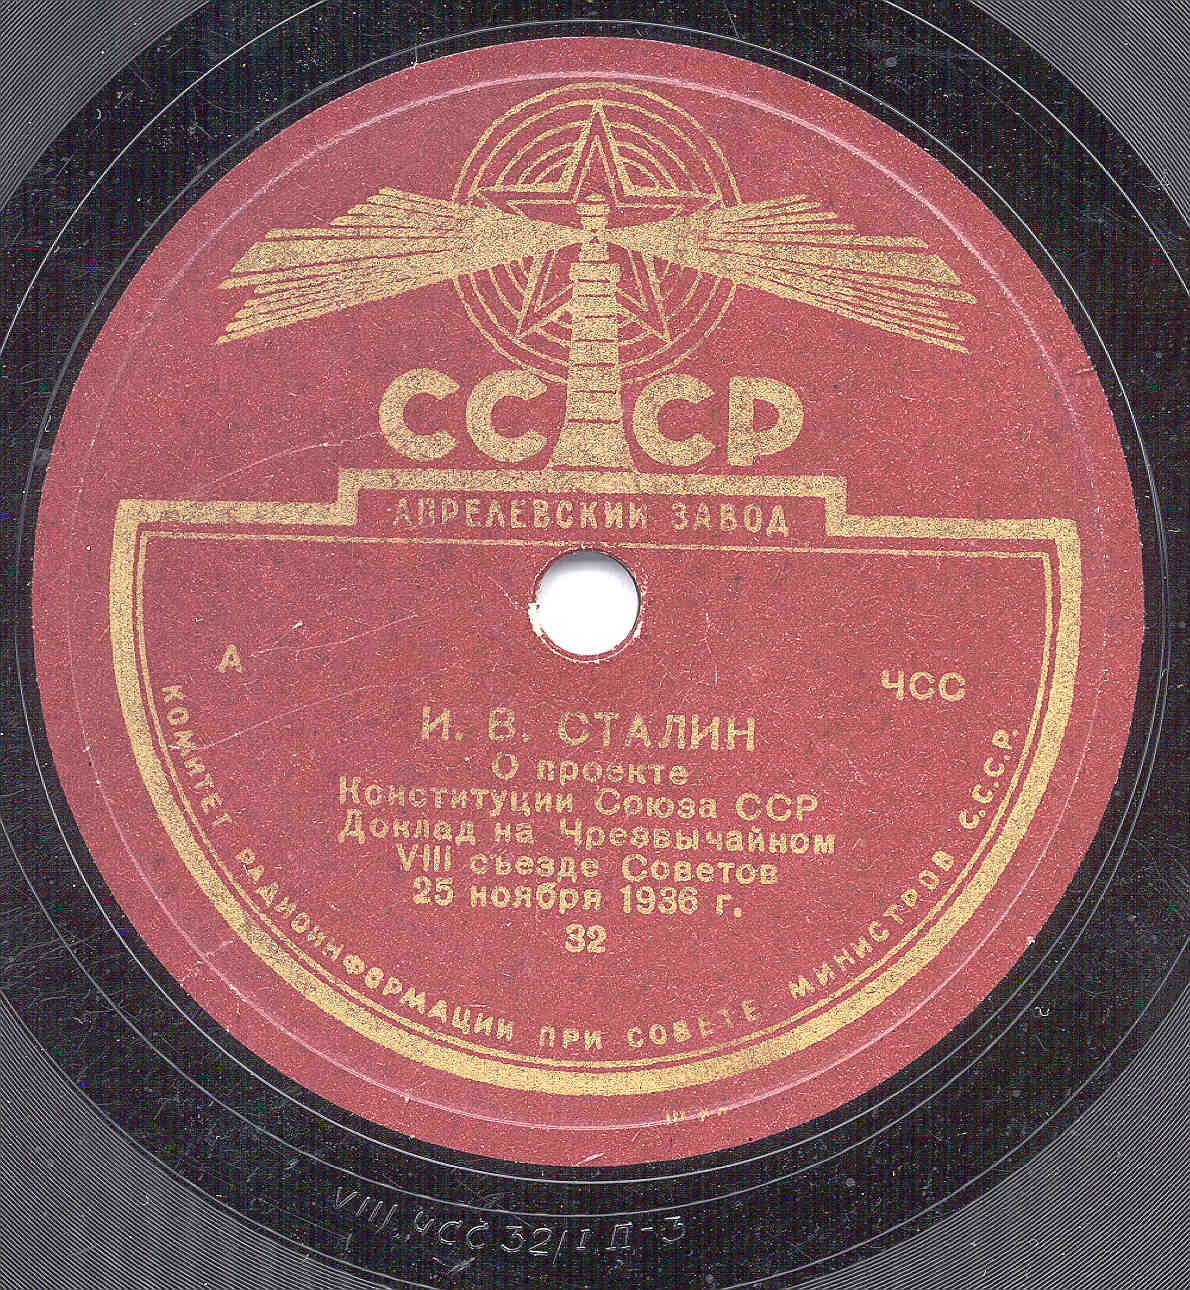 СССР
АПРЕЛЕВСКИЙ ЗАВОД
А
ЧСС
И. В. СТАЛИН
О проекте
Конституции Союза ССР
Доклад на Чрезвычайном
VIII съезде Советов
25 ноября 1936 г.
32
КОМИТЕТ РАДИОИНФОРМАЦИИ ПРИ СОВЕТЕ МИНИСТРОВ С.С.С.Р.
VIII ЧСС 32/I П-3